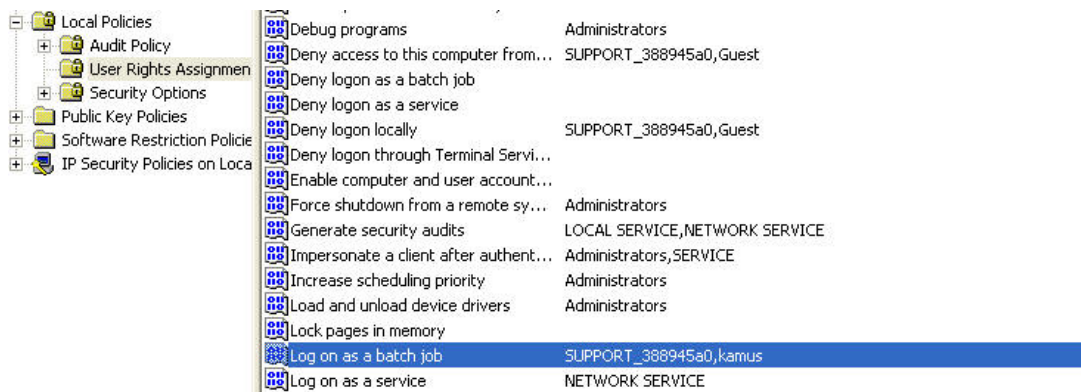 Local Policies
Audit Policy
User Rights Assignmen
Security Options
Public Key Policies
Software Restriction Policie
IP Security Policies on Loca
Debug programs Administrators
Deny access to this computer from... SUPPORT_388945a0,Guest
Deny logon as a batch job
Deny logon as a service
Deny logon locally SUPPORT_388945a0,Guest
Deny logon through Terminal Servi...
Enable computer and user account...
Force shutdown from a remote sy... Administrators
Generate security audits LOCAL SERVICE,NETWORK SERVICE
Impersonate a client after authent... Administrators,SERVICE
Increase scheduling priority Administrators
Load and unload device drivers Administrators
Lock pages in memory
Log on as a batch job SUPPORT_388945a0,kamus
Log on as a service NETWORK SERVICE